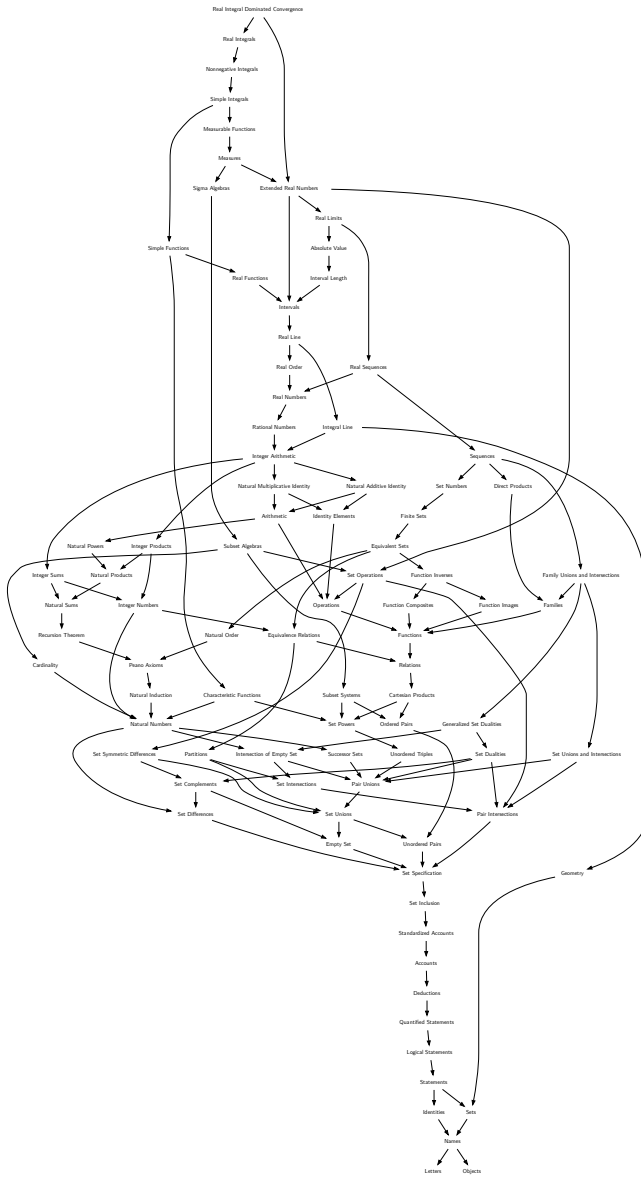 Real Integral Dominated Convergence
Real Integrals
Nonnegative Integrals
Simple Integrals
Measurable Functions
Measures
Sigma Algebras
Extended Real Numbers
Real Limits
Simple Functions
Absolute Value
Real Functions
Interval Length
Intervals
Real Line
Real Order
Real Sequences
Real Numbers
Rational Numbers
Integral Line
Integer Arithmetic
Sequences
Natural Multiplicative Identity
Natural Additive Identity
Set Numbers
Direct Products
Arithmetic
Identity Elements
Finite Sets
Natural Powers
Integer Products
Subset Algebras
Equivalent Sets
Integer Sums
Natural Products
Set Operations
Function Inverses
Family Unions and Intersections
Natural Sums
Integer Numbers
Operations
Function Composites
Function Images
Families
Recursion Theorem
Natural Order
Equivalence Relations
Functions
Cardinality
Peano Axioms
Relations
Natural Induction
Characteristic Functions
Subset Systems
Cartesian Products
Natural Numbers
Set Powers
Ordered Pairs
Generalized Set Dualities
Set Symmetric Differences
Partitions
Intersection of Empty Set
Successor Sets
Unordered Triples
Set Dualities
Set Unions and Intersections
Set Complements
Set Intersections
Pair Unions
Set Differences
Set Unions
Pair Intersections
Empty Set
Unordered Pairs
Set Specification
Geometry
Set Inclusion
Standardized Accounts
Accounts
Deductions
Quantified Statements
Logical Statements
Statements
Identities
Sets
Names
Letters
Objects